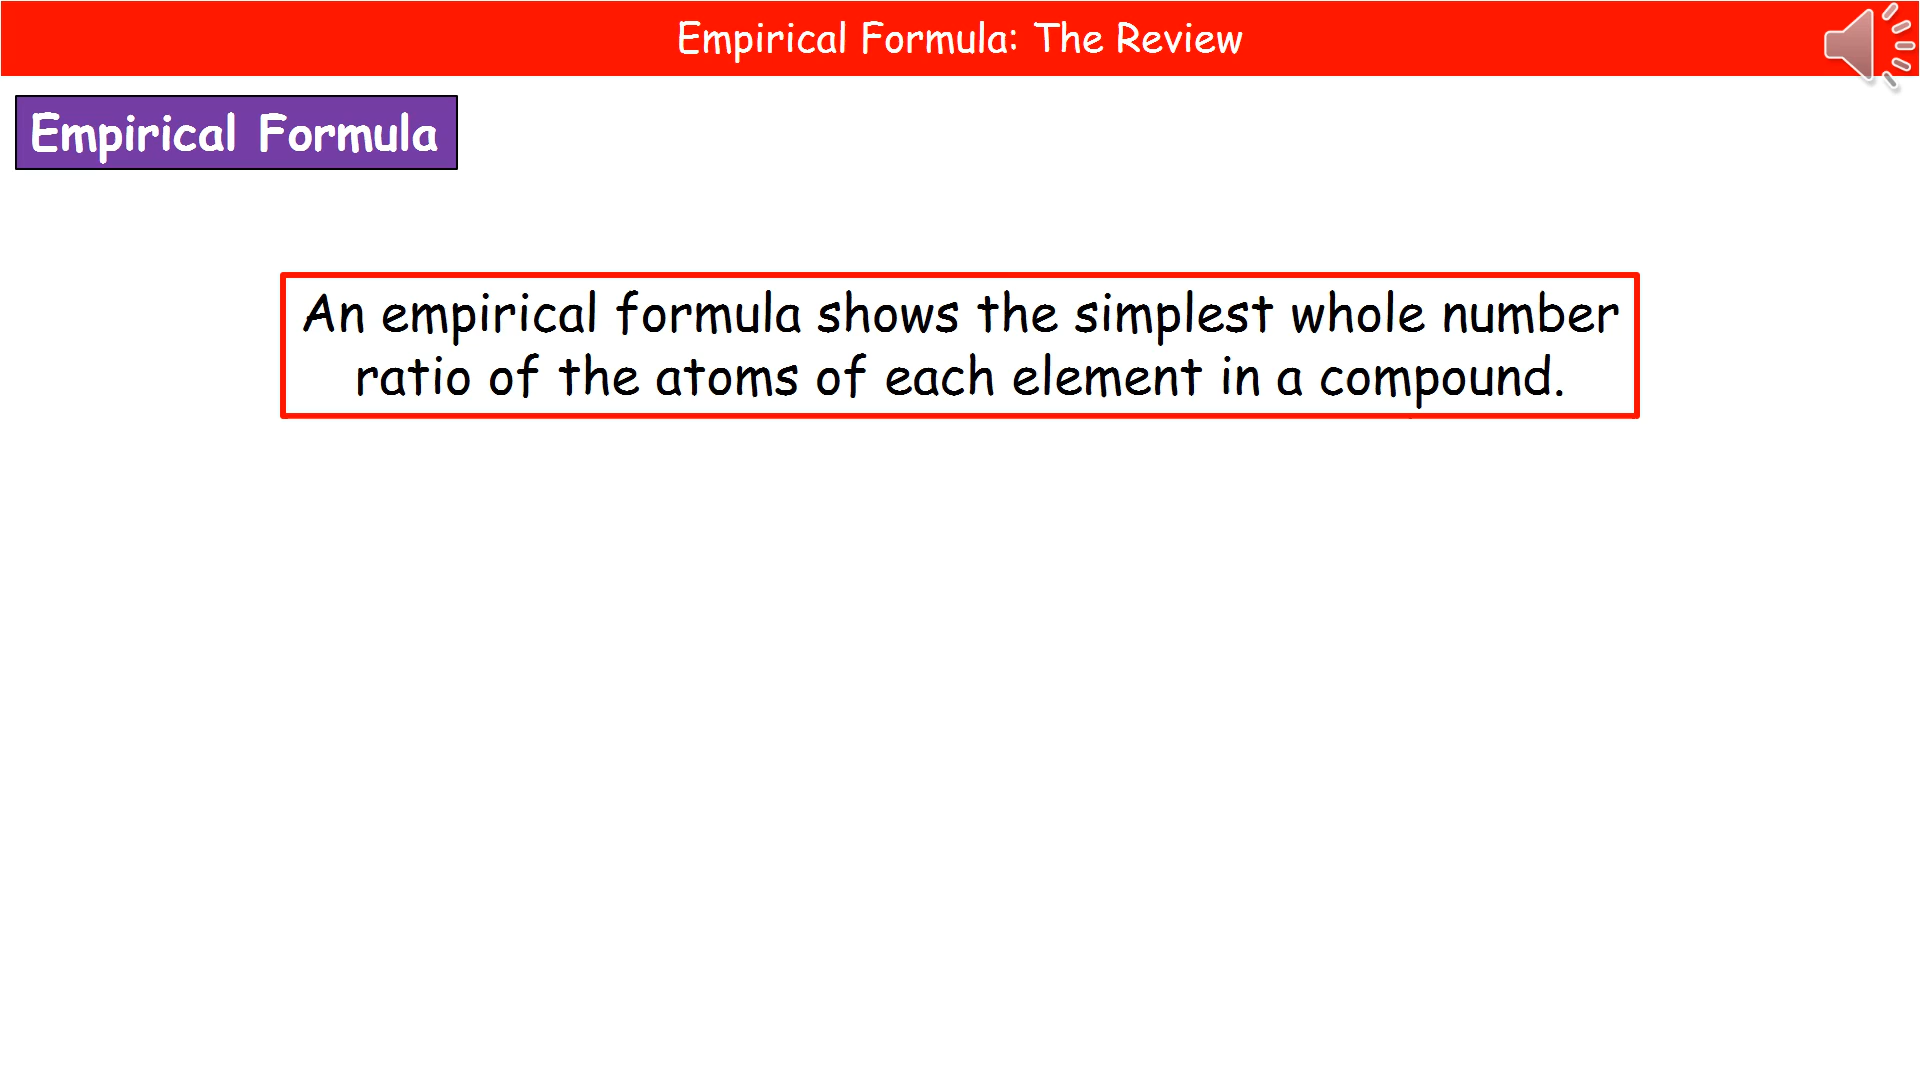 Empirical Formula: The Review
Empirical Formula
An empirical formula shows the simplest whole number
ratio of the atoms of each element in a compound.